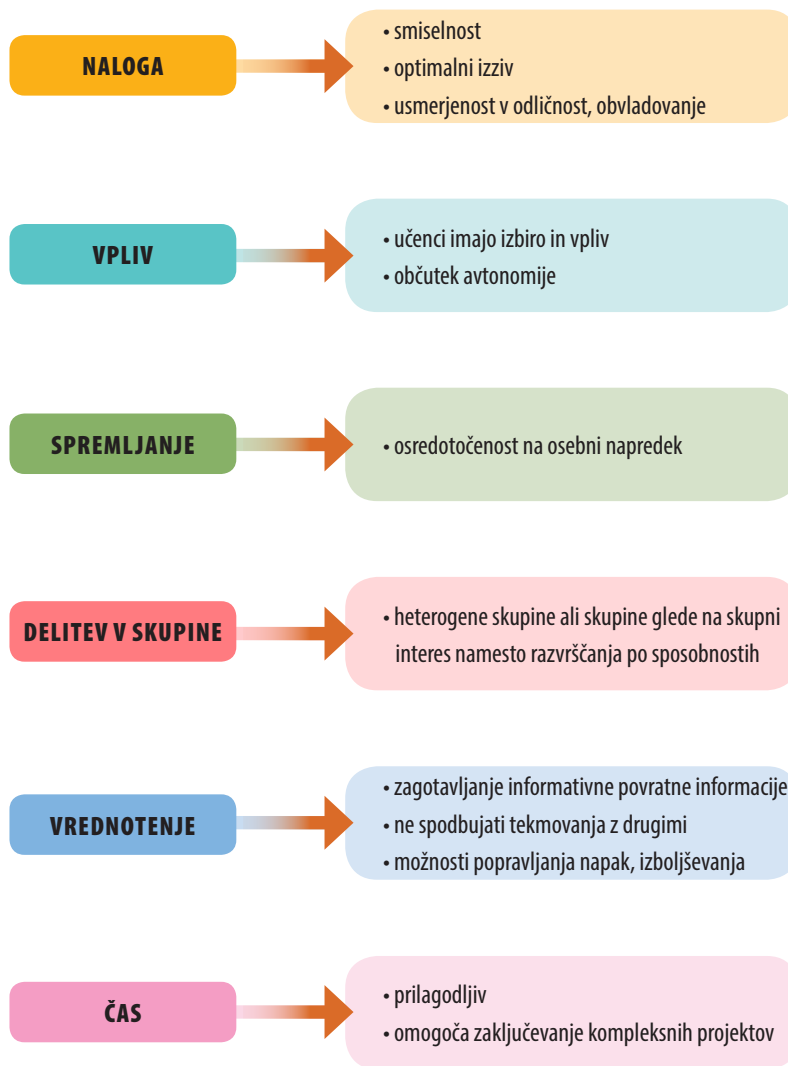 NALOGA
• smiselnost
• optimalni izziv
• usmerjenost v odličnost, obvladovanje
VPLIV
• učenci imajo izbiro in vpliv
• občutek avtonomije
SPREMLJANJE
• osredotočenost na osebni napredek
DELITEV V SKUPINE
• heterogene skupine ali skupine glede na skupni
interes namesto razvrščanja po sposobnostih
VREDNOTENJE
• zagotavljanje informativne povratne informacije
• ne spodbujati tekmovanja z drugimi
• možnosti popravljanja napak, izboljševanja
ČAS
• prilagodljiv
• omogoča zaključevanje kompleksnih projektov